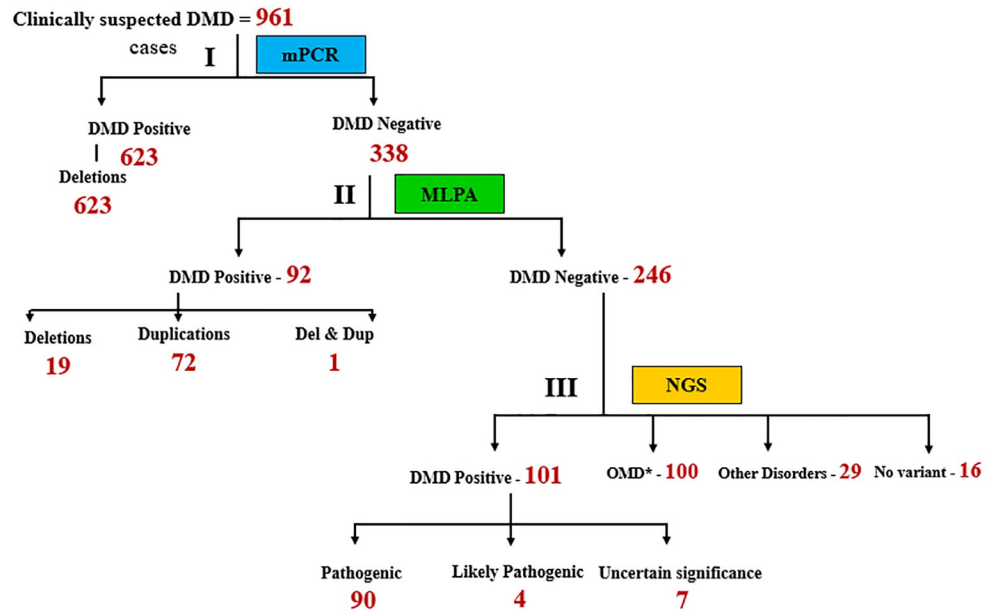 Clinically suspected DMD = 961
cases
I
mPCR
DMD Positive
623
Deletions
623
DMD Negative
338
II
MLPA
DMD Positive - 92
DMD Negative - 246
Deletions
19
Duplications
72
Del & Dup
1
III
NGS
DMD Positive - 101
OMD* - 100
Other Disorders - 29
No variant - 16
Pathogenic
90
Likely Pathogenic
4
Uncertain significance
7